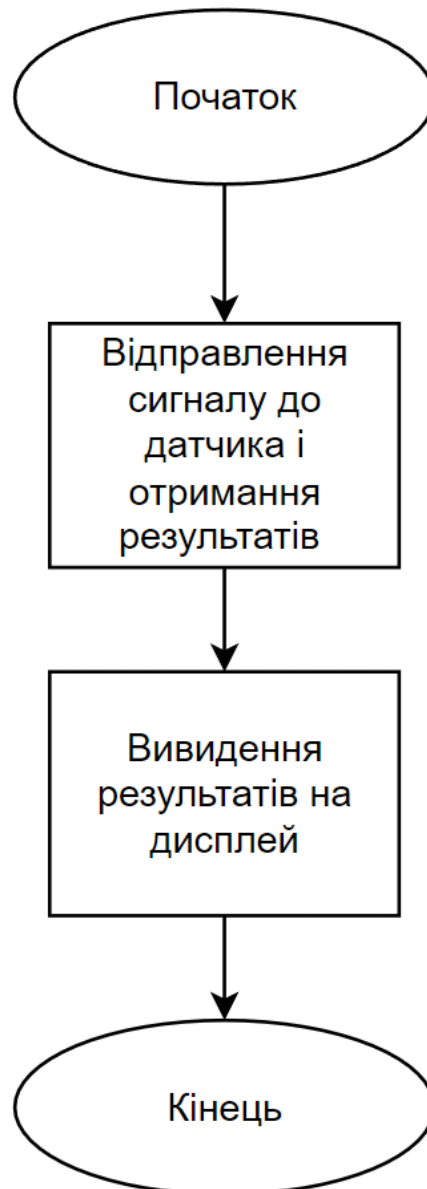 Початок
Відправлення
сигналу до
датчика і
отримання
результатів
Вивидення
результатів на
дисплей
Кінець